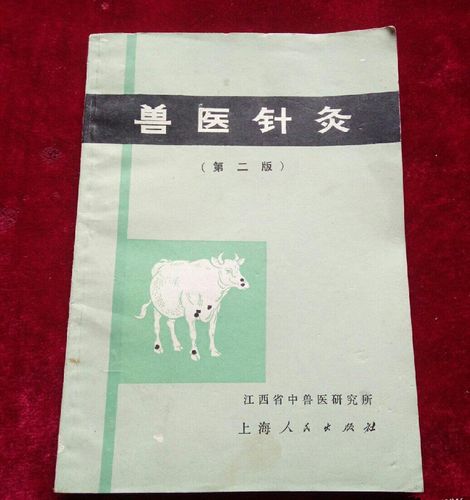 兽医针灸
（第二版）
江西省中兽医研究所
上海人民出版社